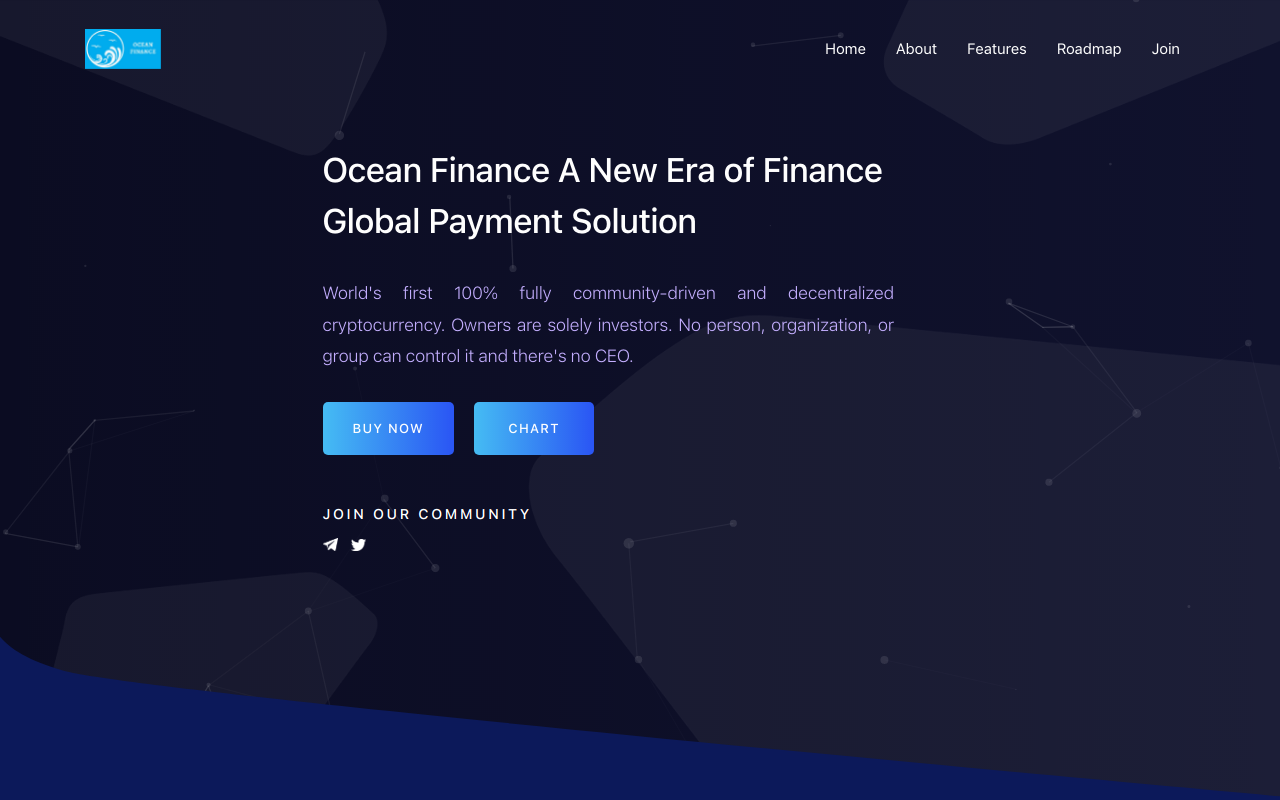 OCEAN
FINANCE
Home
About
Features
Roadmap
Join
Ocean Finance A New Era of Finance
Global Payment Solution
World's first 100% fully community-driven and decentralized
cryptocurrency. Owners are solely investors. No person, organization, or
group can control it and there's no CEO.
BUY NOW
CHART
JOIN OUR COMMUNITY